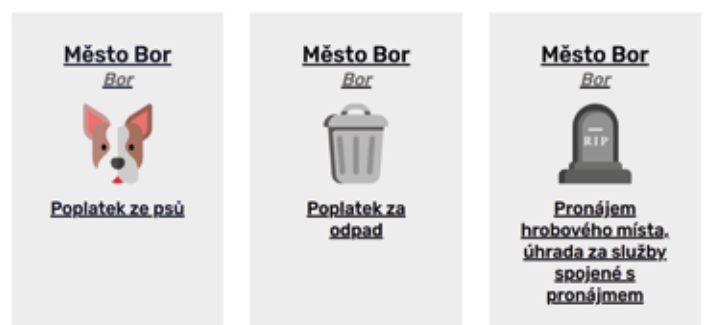 Město Bor
Bor
Poplatek ze psů
Město Bor
Bor
Poplatek za
odpad
Město Bor
Bor
RIP
Pronájem
hrobového místa,
úhrada za služby
spojené s
pronájmem